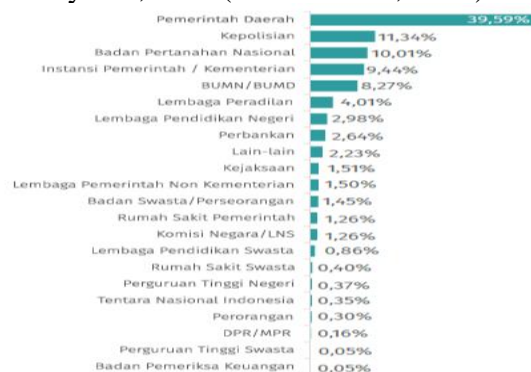 Pemerintah Daerah 39,59%
Kepolisian 11,34%
Badan Pertanahan Nasional 10,01%
Instansi Pemerintah / Kementerian 9,44%
BUMN/BUMD 8,27%
Lembaga Peradilan 4,01%
Lembaga Pendidikan Negeri 2,98%
Perbankan 2,64%
Lain-lain 2,23%
Kejaksaan 1,51%
Lembaga Pemerintah Non Kementerian 1,50%
Badan Swasta/Perseorangan 1,45%
Rumah Sakit Pemerintah 1,26%
Komisi Negara/LNS 1,26%
Lembaga Pendidikan Swasta 0,86%
Rumah Sakit Swasta 0,40%
Perguruan Tinggi Negeri 0,37%
Tentara Nasional Indonesia 0,35%
Perorangan 0,30%
DPR/MPR 0,16%
Perguruan Tinggi Swasta 0,05%
Badan Pemeriksa Keuangan 0,05%